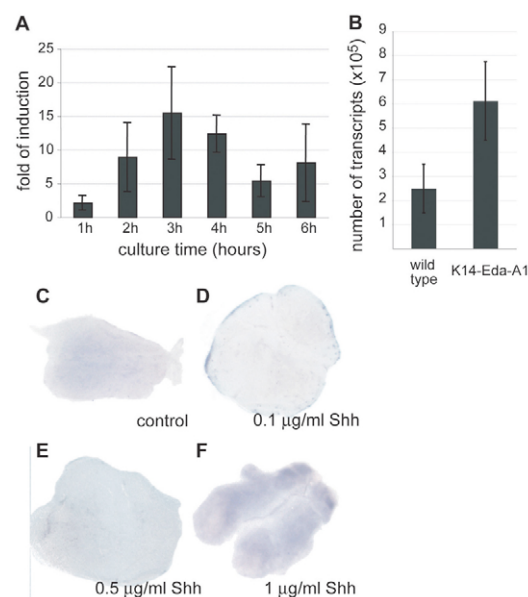 A
25
20
15
10
5
0
fold of induction
1h 2h 3h 4h 5h 6h
culture time (hours)
B
9
8
7
6
5
4
3
2
1
number of transcripts (x10⁵)
wild
type
K14-Eda-A1
C
control
D
0.1 µg/ml Shh
E
0.5 µg/ml Shh
F
1 µg/ml Shh